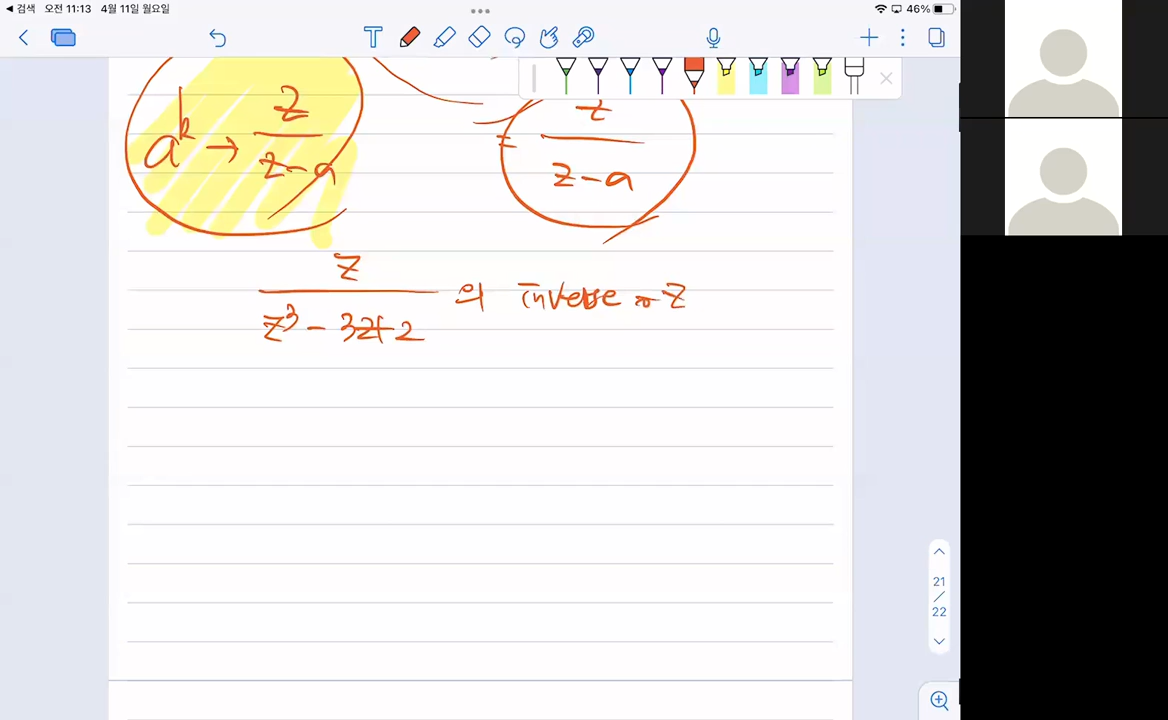 검색 오전 11:13 4월 11일 월요일
46%
T
a^k → z/(z-a)
= z/(z-a)
z/(z³ - 3z+2) 의 inverse - z
21
/
22